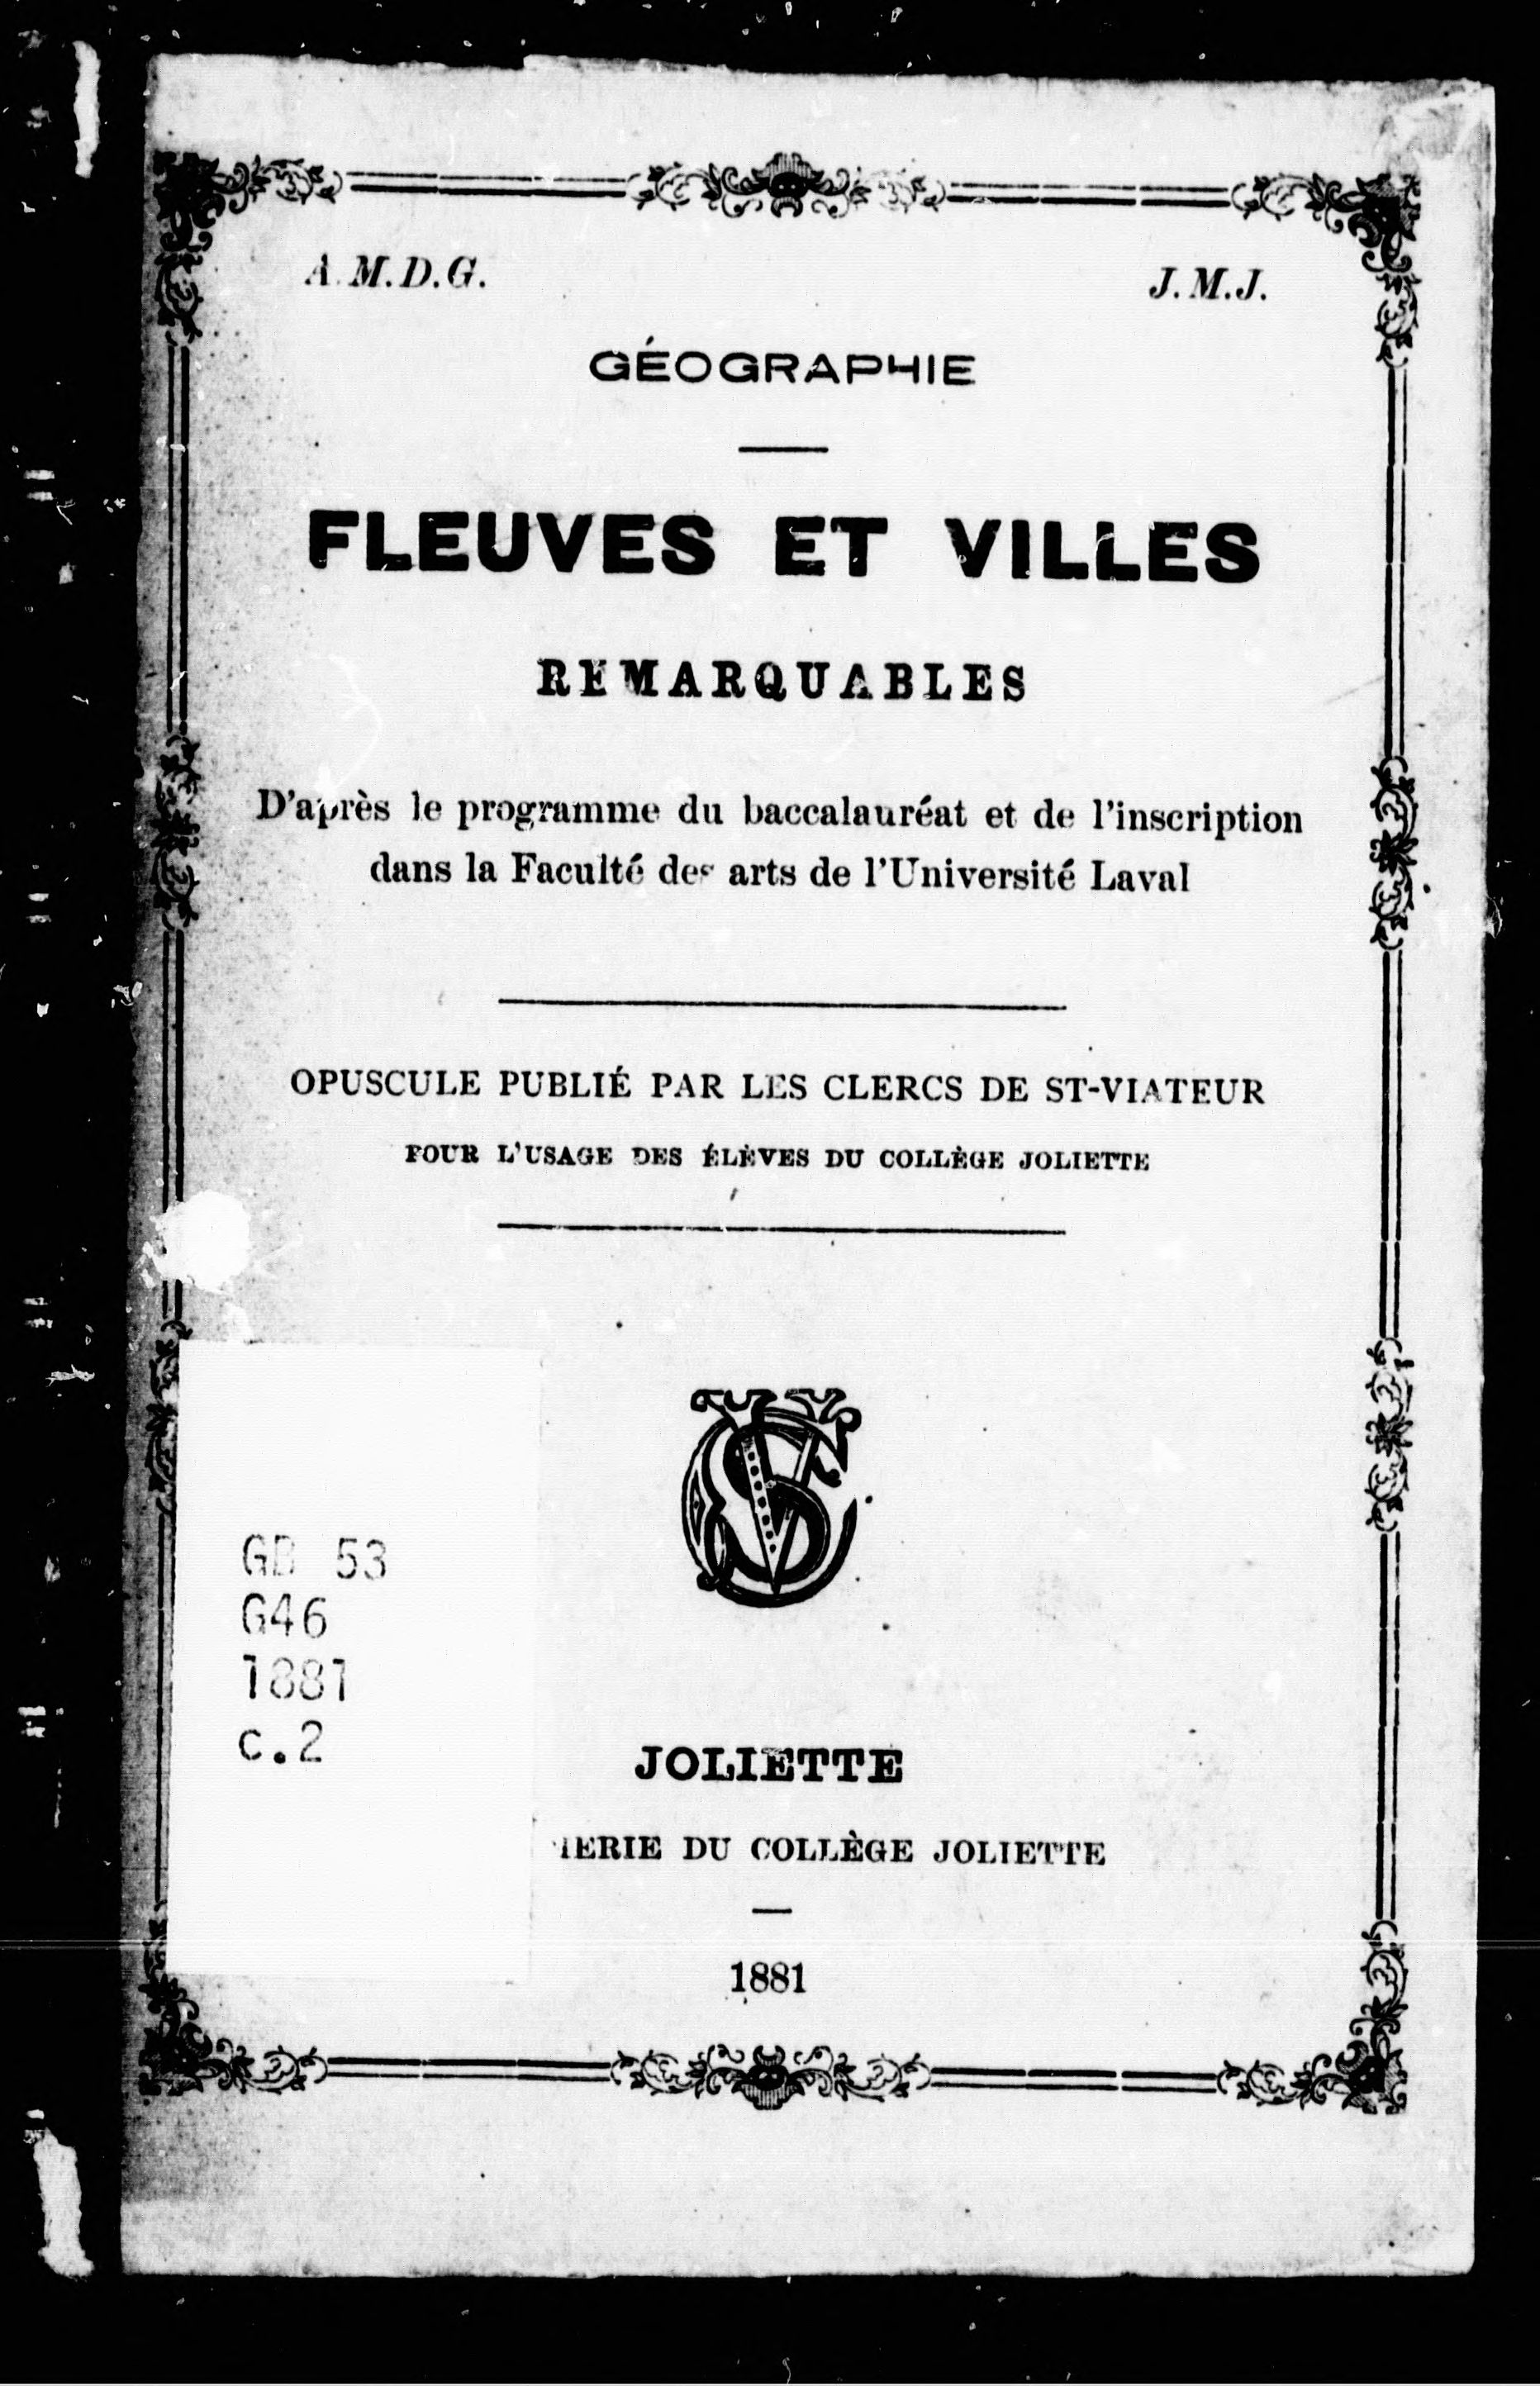 A.M.D.G.
J.M.J.
GÉOGRAPHIE
FLEUVES ET VILLES
REMARQUABLES
D'après le programme du baccalauréat et de l'inscription
dans la Faculté des arts de l'Université Laval
OPUSCULE PUBLIÉ PAR LES CLERCS DE ST-VIATEUR
POUR L'USAGE DES ÉLÈVES DU COLLÈGE JOLIETTE
GB 53
G46
1881
c.2
JOLIETTE
DU COLLÈGE JOLIETTE
1881